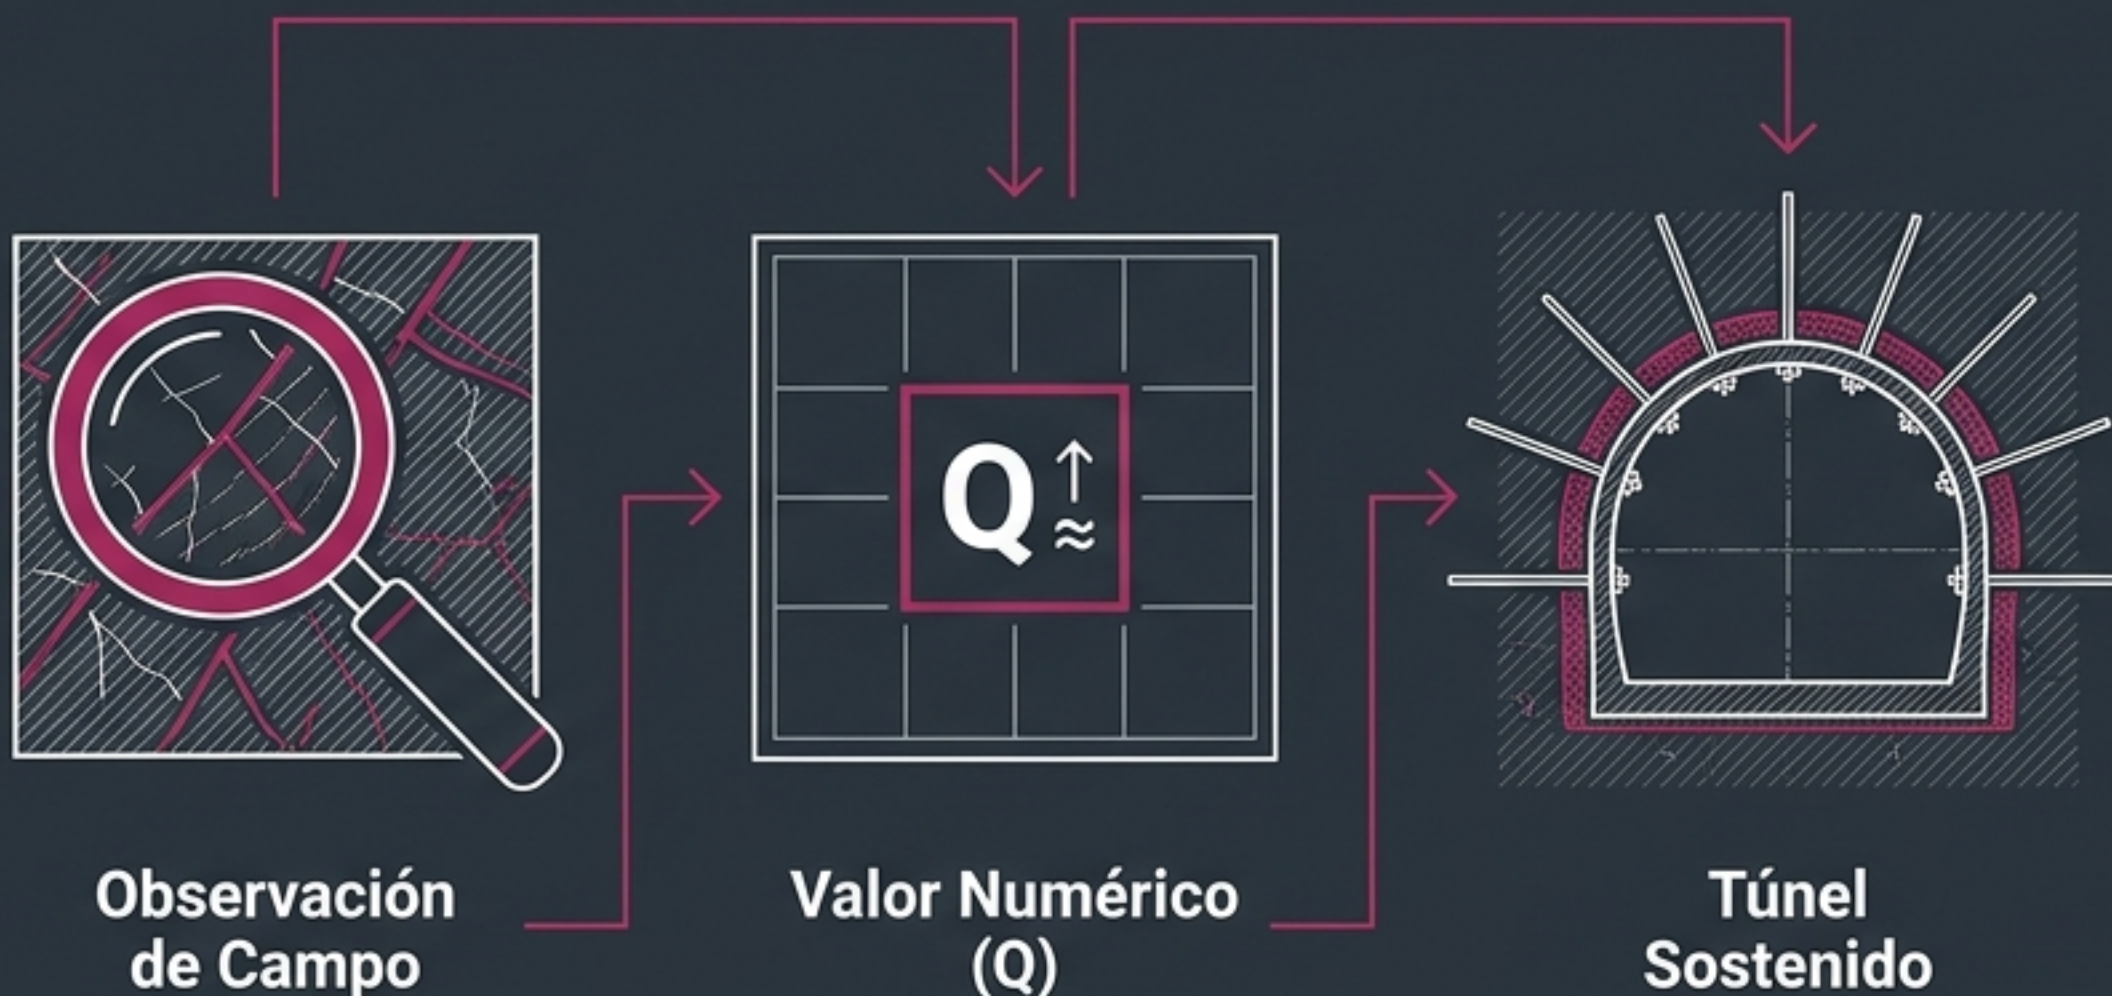 Q
Observación
de Campo
Valor Numérico
(Q)
Túnel
Sostenido